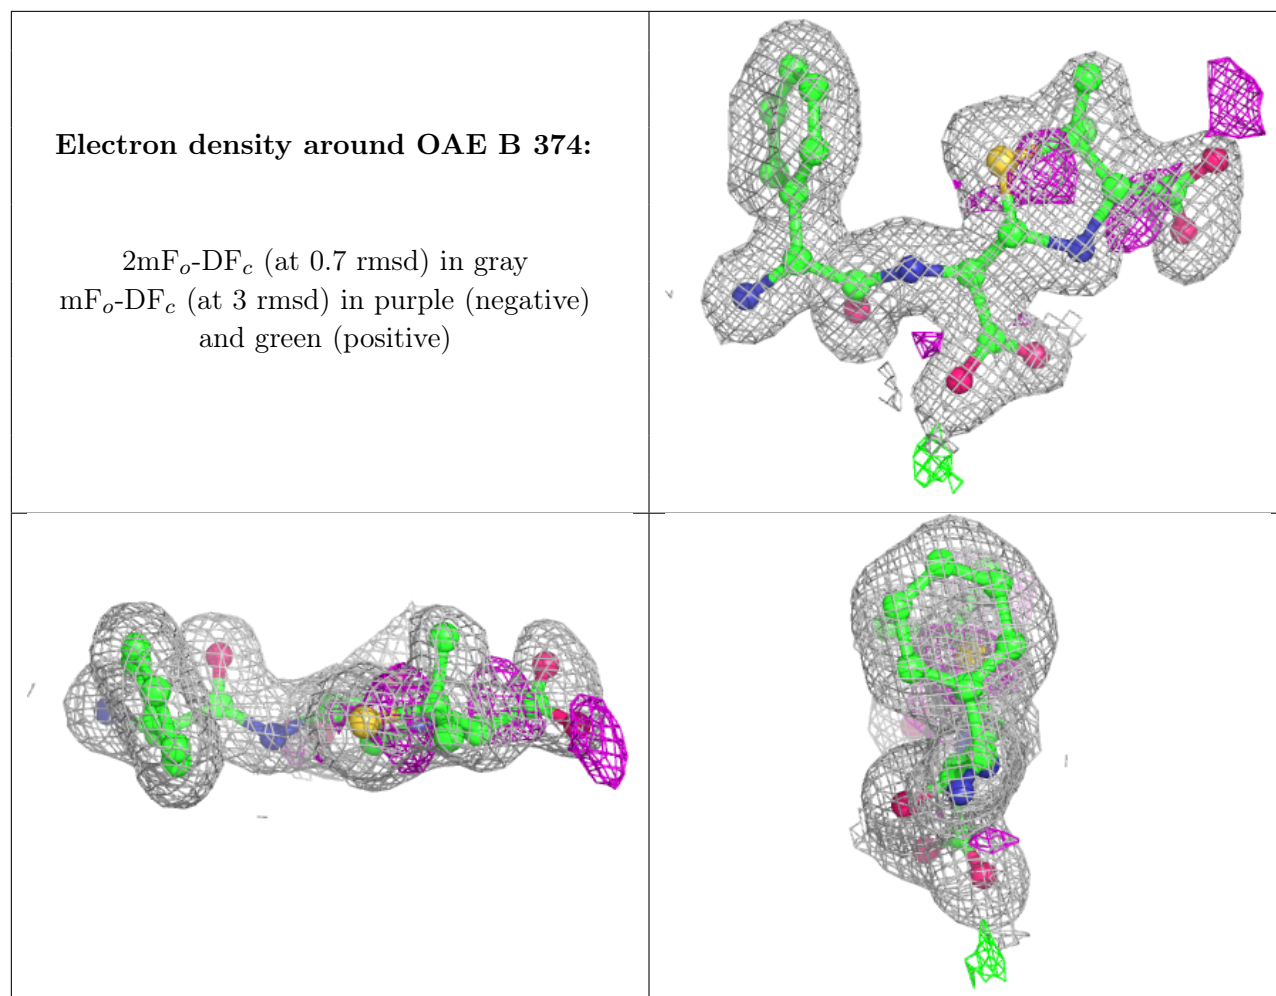 Electron density around OAE B 374:
2mFo-DFc (at 0.7 rmsd) in gray
mFo-DFc (at 3 rmsd) in purple (negative)
and green (positive)